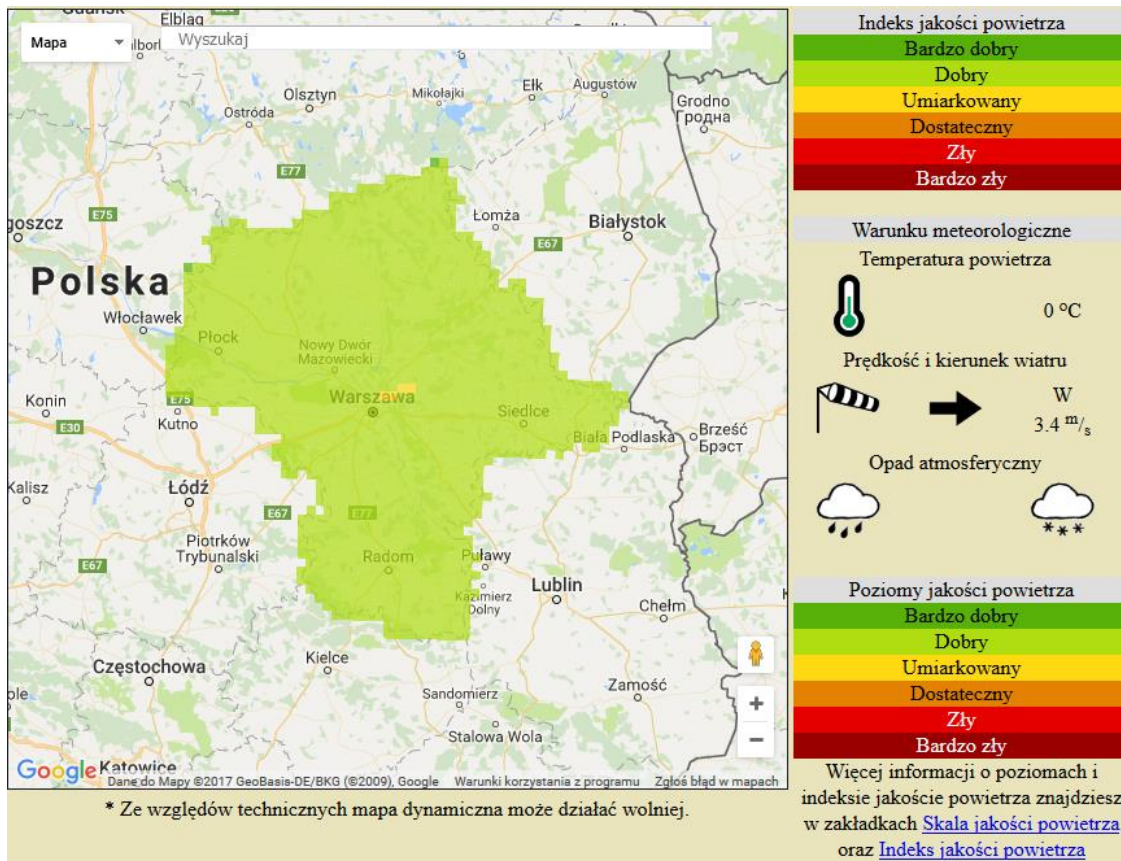 Gdańsk
Elbląg
Mapa
Wyszukaj
Olsztyn
Mikołajki
Ełk
Augustów
Grodno
Гродна
Ostróda
E77
E75
Łomża
Białystok
E67
Polska
Włocławek
Płock
Nowy Dwór
Mazowiecki
Konin
E75
Warszawa
Siedlce
E30
Kutno
Biała Podlaska
Brześć
Брэст
Kalisz
Łódź
E67
E77
Piotrków
Trybunalski
E67
Radom
Puławy
Kazimierz
Dolny
Lublin
Chełm
Częstochowa
Kielce
Sandomierz
Zamość
Stalowa Wola
+
−
Google
Katowice
Dane do Mapy ©2017 GeoBasis-DE/BKG (©2009), Google Warunki korzystania z programu Zgłoś błąd w mapach
* Ze względów technicznych mapa dynamiczna może działać wolniej.
Indeks jakości powietrza
Bardzo dobry
Dobry
Umiarkowany
Dostateczny
Zły
Bardzo zły
Warunku meteorologiczne
Temperatura powietrza
0 °C
Prędkość i kierunek wiatru
W
3.4 m/s
Opad atmosferyczny
Poziomy jakości powietrza
Bardzo dobry
Dobry
Umiarkowany
Dostateczny
Zły
Bardzo zły
Więcej informacji o poziomach i
indeksie jakoście powietrza znajdziesz
w zakładkach Skala jakości powietrza
oraz Indeks jakości powietrza